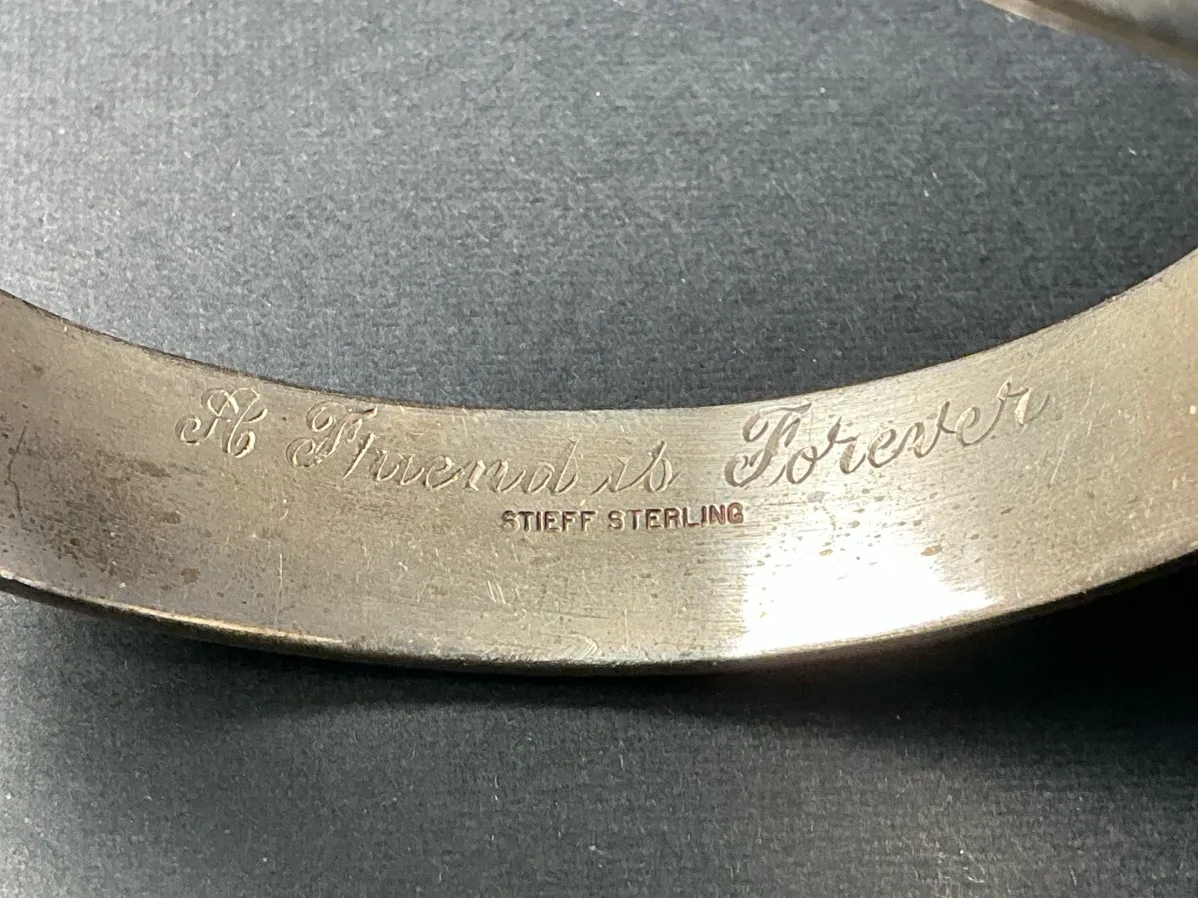 A Friend is Forever
STIEFF STERLING